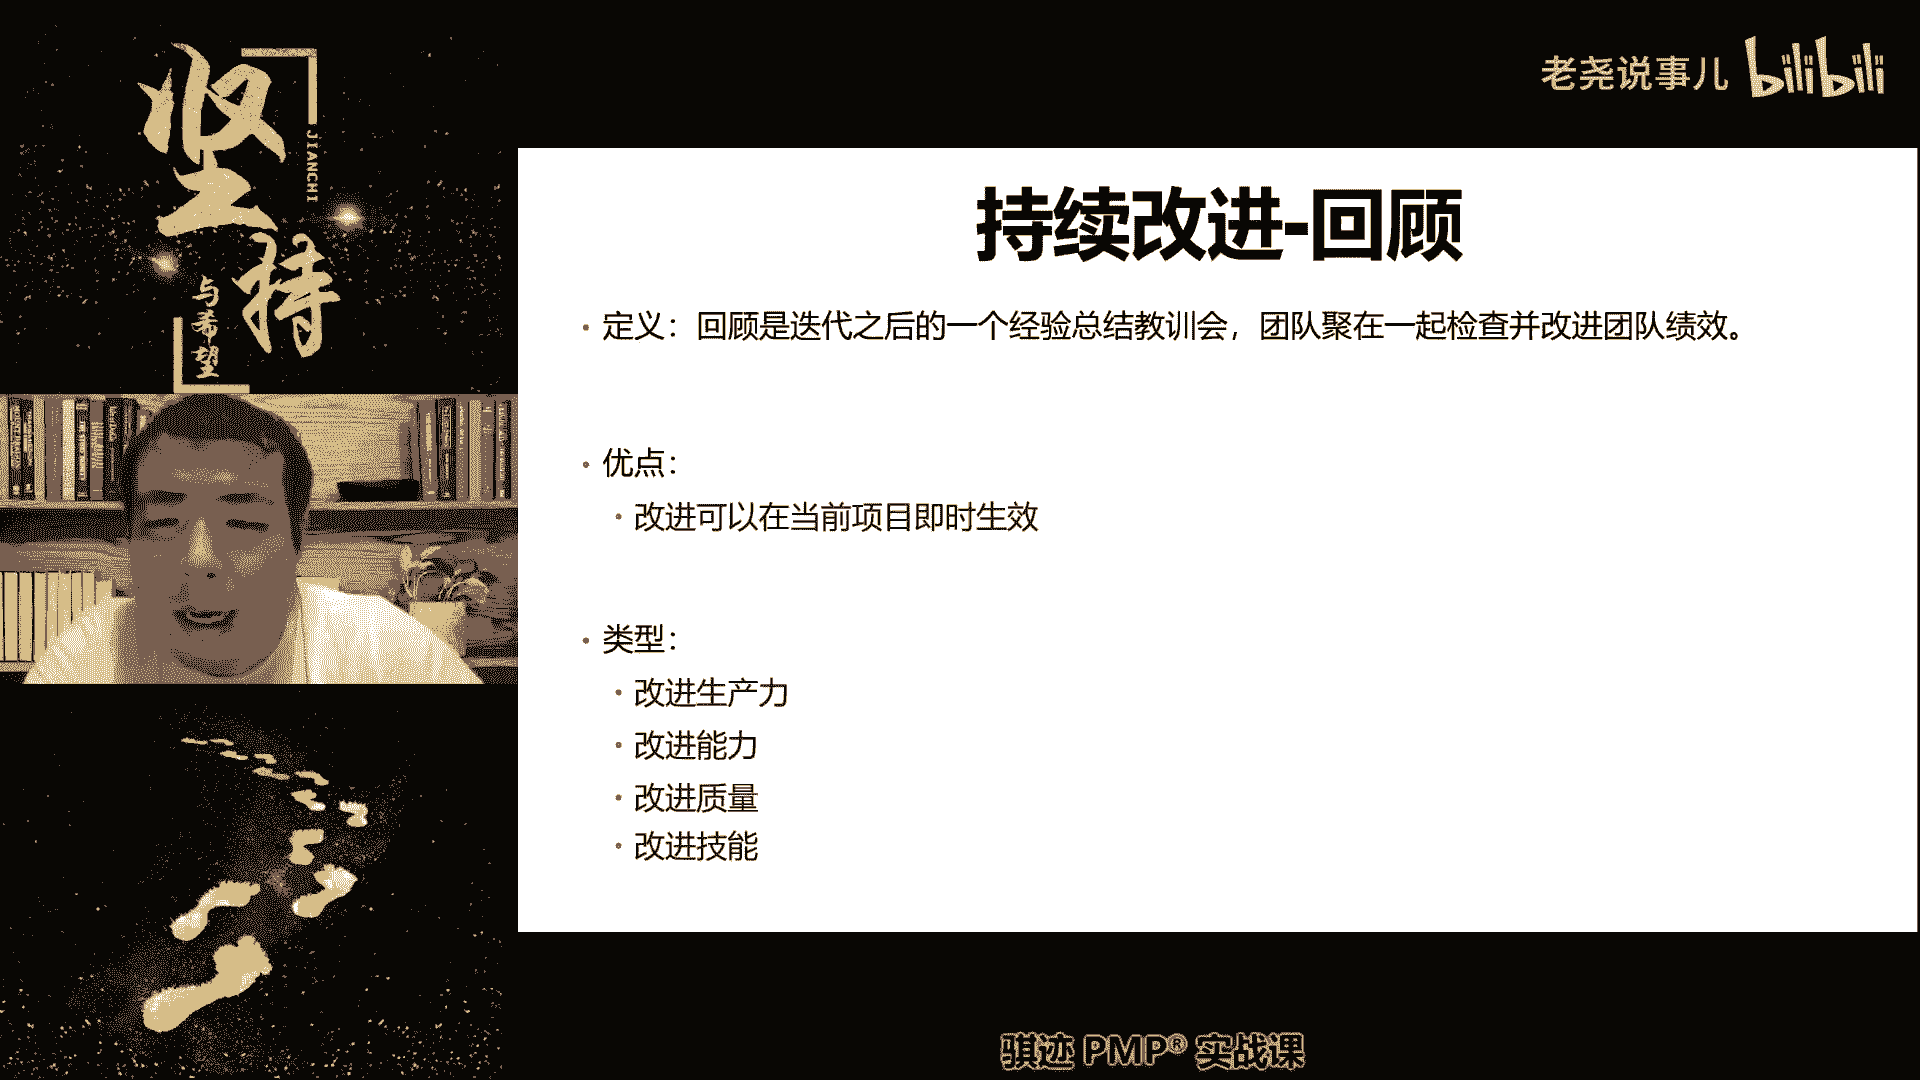 坚持
JIANCHI
与希望
老尧说事儿 bilibili
持续改进-回顾
• 定义：回顾是迭代之后的一个经验总结教训会，团队聚在一起检查并改进团队绩效。
• 优点：
• 改进可以在当前项目即时生效
• 类型：
• 改进生产力
• 改进能力
• 改进质量
• 改进技能
骐迹 PMP® 实战课